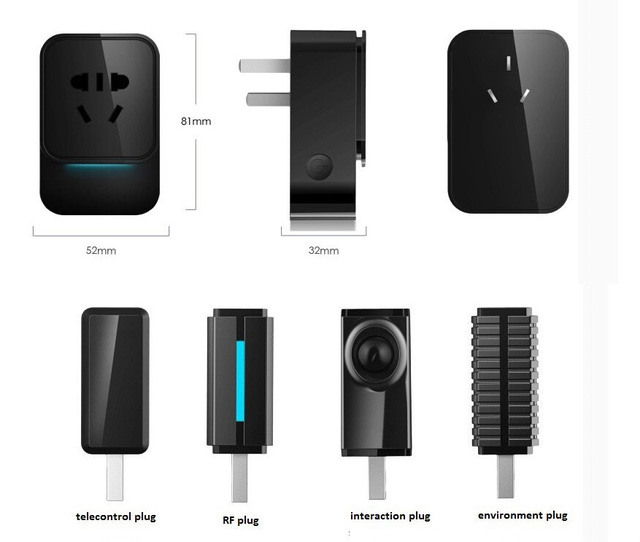 81mm
52mm
32mm
telecontrol plug
RF plug
interaction plug
environment plug